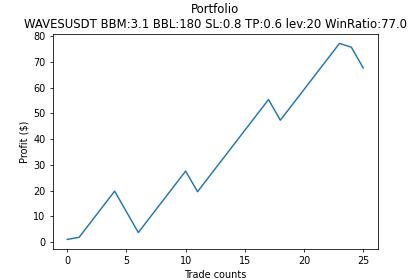 Portfolio
WAVESUSDT BBM:3.1 BBL:180 SL:0.8 TP:0.6 lev:20 WinRatio:77.0
80
70
60
50
40
30
20
10
0
Profit ($)
0 5 10 15 20 25
Trade counts